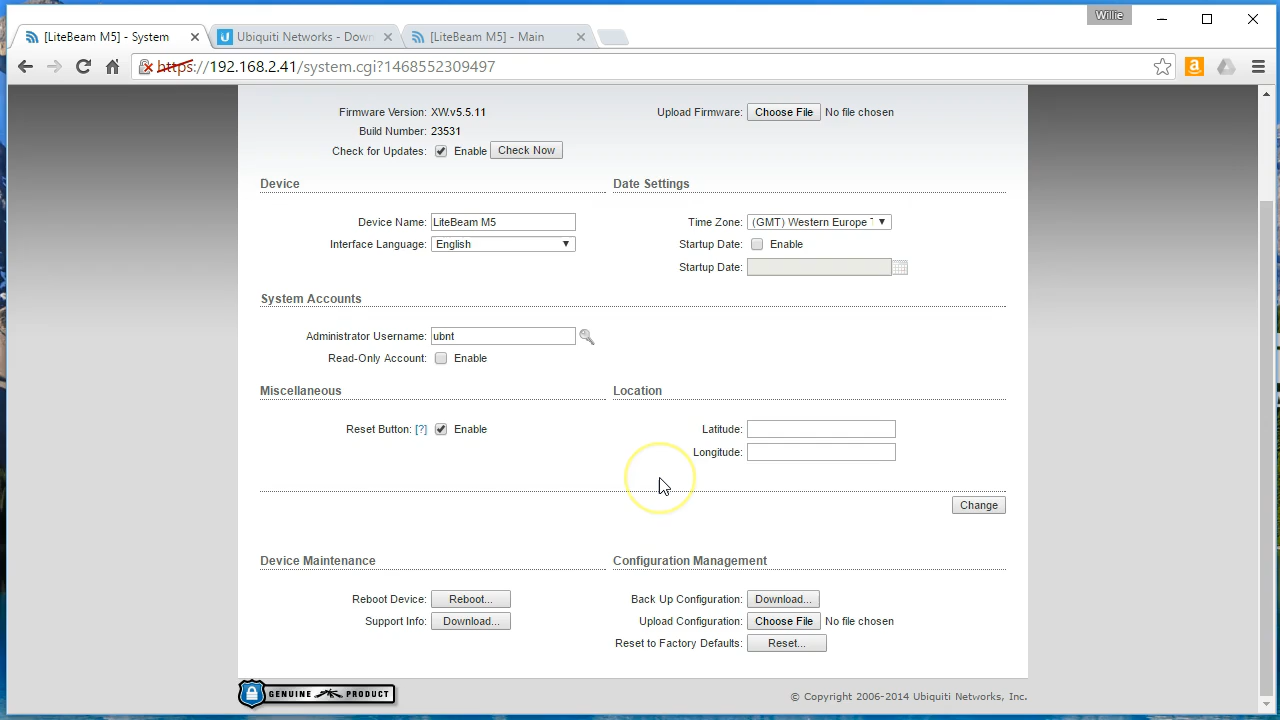 Willie
[LiteBeam M5] - System
Ubiquiti Networks - Down
[LiteBeam M5] - Main
https://192.168.2.41/system.cgi?1468552309497
Firmware Version: XW.v5.5.11
Upload Firmware: Choose File No file chosen
Build Number: 23531
Check for Updates: Enable Check Now
Device
Date Settings
Device Name: LiteBeam M5
Time Zone: (GMT) Western Europe T
Interface Language: English
Startup Date: Enable
Startup Date:
System Accounts
Administrator Username: ubnt
Read-Only Account: Enable
Miscellaneous
Location
Reset Button: [?] Enable
Latitude:
Longitude:
Change
Device Maintenance
Configuration Management
Reboot Device: Reboot...
Back Up Configuration: Download...
Support Info: Download...
Upload Configuration: Choose File No file chosen
Reset to Factory Defaults: Reset...
GENUINE PRODUCT
© Copyright 2006-2014 Ubiquiti Networks, Inc.